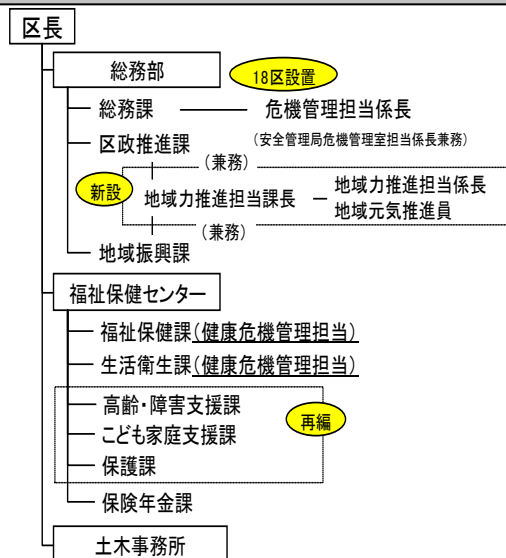 区長
総務部
18区設置
総務課
危機管理担当係長
区政推進課
(安全管理局危機管理室担当係長兼務)
(兼務)
新設
地域力推進担当課長
地域力推進担当係長
地域元気推進員
(兼務)
地域振興課
福祉保健センター
福祉保健課(健康危機管理担当)
生活衛生課(健康危機管理担当)
高齢・障害支援課
再編
こども家庭支援課
保護課
保険年金課
土木事務所